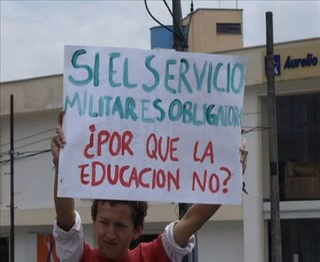 SI EL SERVICIO
MILITAR ES OBLIGATORIO
¿POR QUE LA
EDUCACION NO?
Aurelio